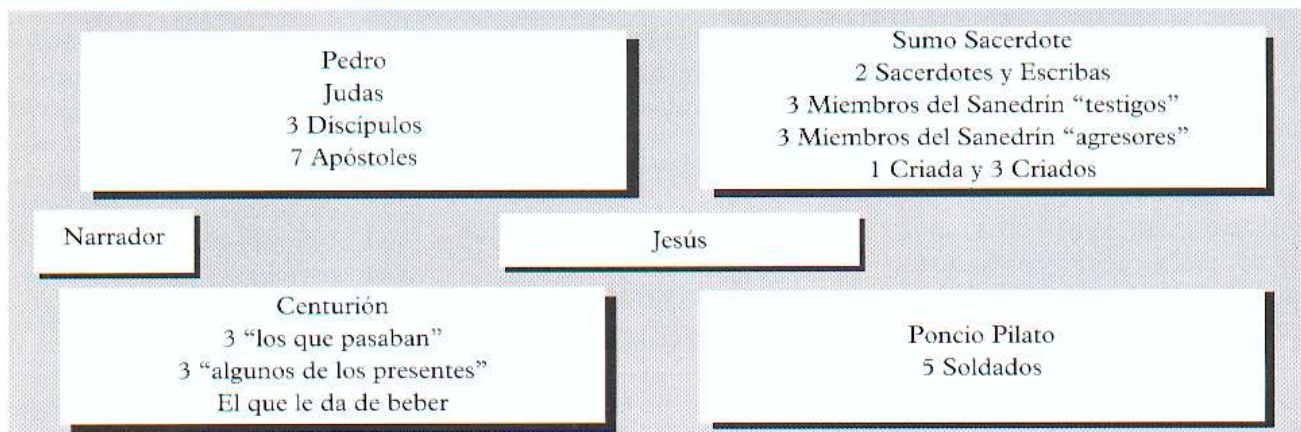 Pedro
Judas
3 Discípulos
7 Apóstoles
Sumo Sacerdote
2 Sacerdotes y Escribas
3 Miembros del Sanedrín “testigos”
3 Miembros del Sanedrín “agresores”
1 Criada y 3 Criados
Narrador
Jesús
Centurión
3 “los que pasaban”
3 “algunos de los presentes”
El que le da de beber
Poncio Pilato
5 Soldados